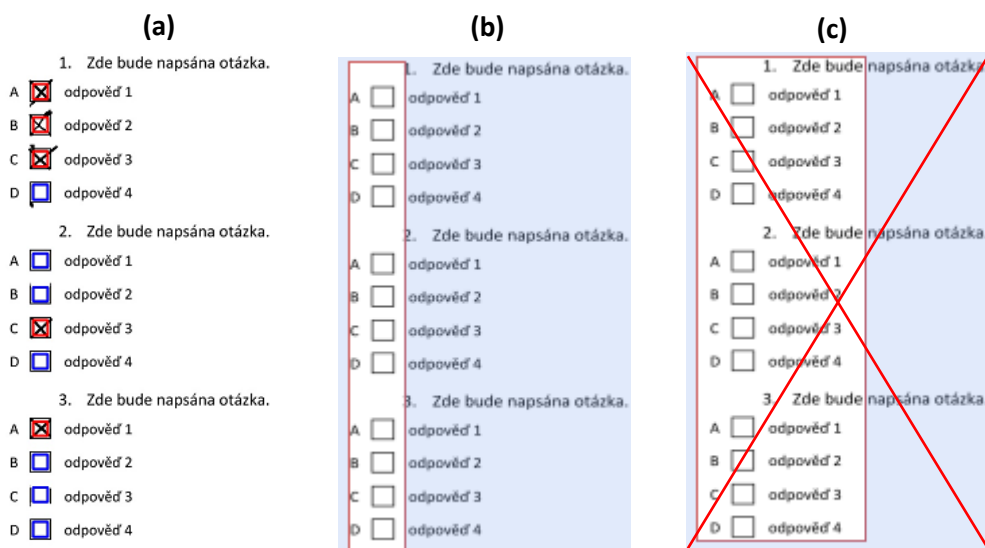 (a)
1. Zde bude napsána otázka.
A odpověď 1
B odpověď 2
C odpověď 3
D odpověď 4
2. Zde bude napsána otázka.
A odpověď 1
B odpověď 2
C odpověď 3
D odpověď 4
3. Zde bude napsána otázka.
A odpověď 1
B odpověď 2
C odpověď 3
D odpověď 4
(b)
1. Zde bude napsána otázka.
A odpověď 1
B odpověď 2
C odpověď 3
D odpověď 4
2. Zde bude napsána otázka.
A odpověď 1
B odpověď 2
C odpověď 3
D odpověď 4
3. Zde bude napsána otázka.
A odpověď 1
B odpověď 2
C odpověď 3
D odpověď 4
(c)
1. Zde bude napsána otázka
A odpověď 1
B odpověď 2
C odpověď 3
D odpověď 4
2. Zde bude napsána otázka
A odpověď 1
B odpověď 2
C odpověď 3
D odpověď 4
3. Zde bude napsána otázka
A odpověď 1
B odpověď 2
C odpověď 3
D odpověď 4